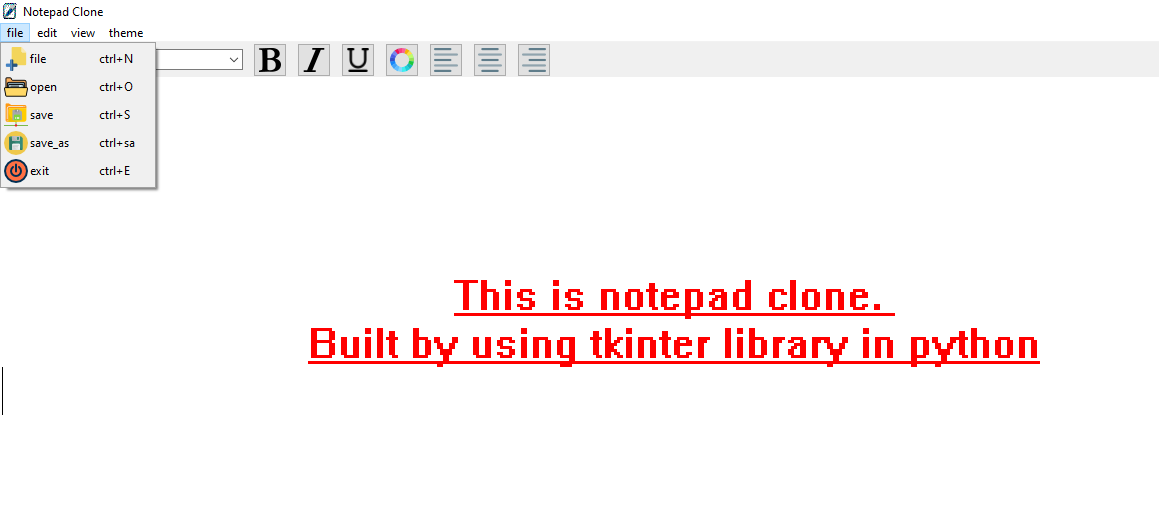 Notepad Clone
file edit view theme
file ctrl+N
open ctrl+O
save ctrl+S
save_as ctrl+sa
exit ctrl+E
B I U
This is notepad clone.
Built by using tkinter library in python